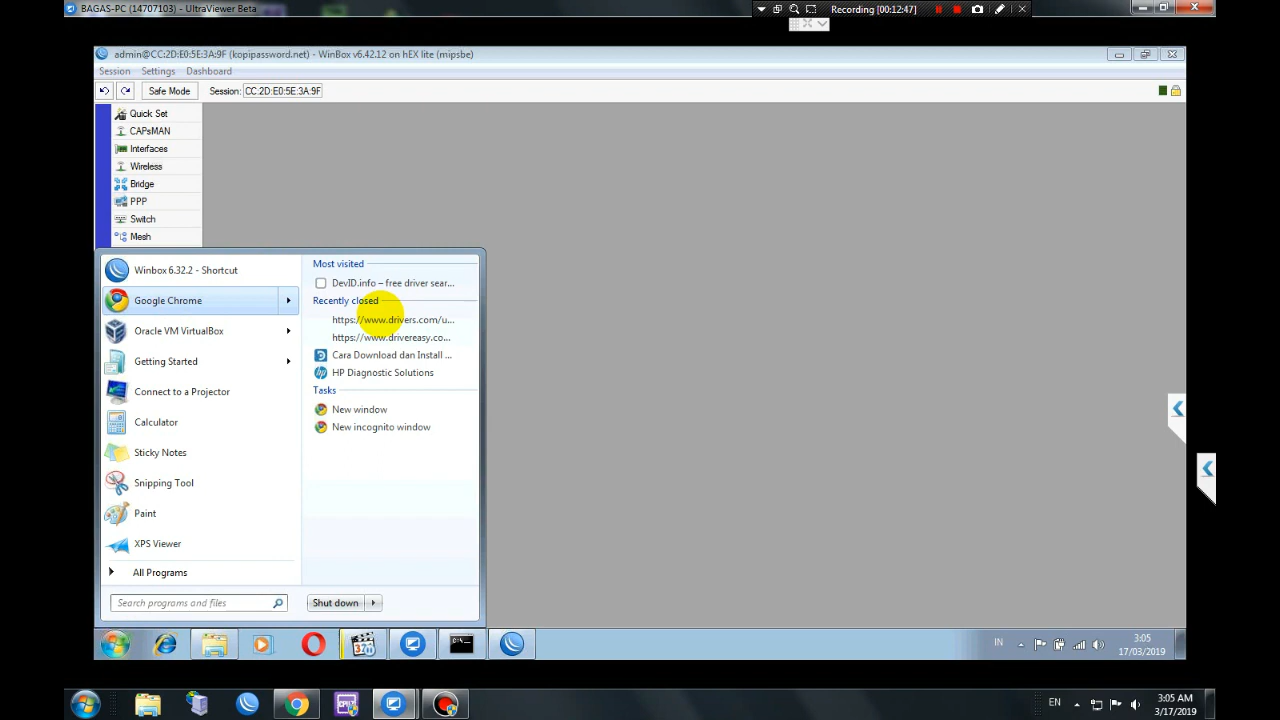 BAGAS-PC (14707103) - UltraViewer Beta
Recording [00:12:47]
admin@CC:2D:E0:5E:3A:9F (kopipassword.net) - WinBox v6.42.12 on hEX lite (mipsbe)
Session Settings Dashboard
Safe Mode Session: CC:2D:E0:5E:3A:9F
Quick Set
CAPsMAN
Interfaces
Wireless
Bridge
PPP
Switch
Mesh
Winbox 6.32.2 - Shortcut
Google Chrome
Oracle VM VirtualBox
Getting Started
Connect to a Projector
Calculator
Sticky Notes
Snipping Tool
Paint
XPS Viewer
All Programs
Search programs and files
Most visited
DevID.info – free driver sear...
Recently closed
https://www.drivers.com/u...
https://www.drivereasy.co...
Cara Download dan Install ...
HP Diagnostic Solutions
Tasks
New window
New incognito window
Shut down
IN
3:05
17/03/2019
EN
3:05 AM
3/17/2019